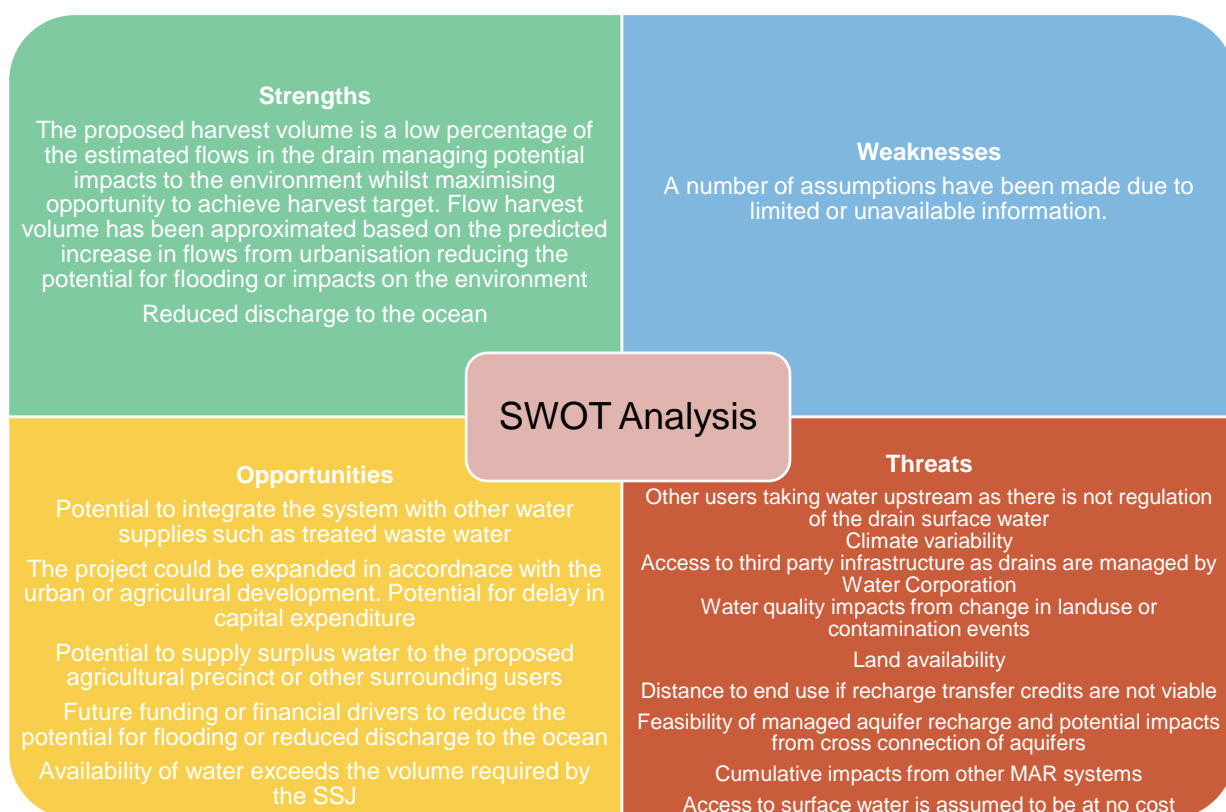 Strengths
The proposed harvest volume is a low percentage of
the estimated flows in the drain managing potential
impacts to the environment whilst maximising
opportunity to achieve harvest target. Flow harvest
volume has been approximated based on the predicted
increase in flows from urbanisation reducing the
potential for flooding or impacts on the environment
Reduced discharge to the ocean
Weaknesses
A number of assumptions have been made due to
limited or unavailable information.
SWOT Analysis
Opportunities
Potential to integrate the system with other water
supplies such as treated waste water
The project could be expanded in accordnace with the
urban or agriculural development. Potential for delay in
capital expenditure
Potential to supply surplus water to the proposed
agricultural precinct or other surrounding users
Future funding or financial drivers to reduce the
potential for flooding or reduced discharge to the ocean
Availability of water exceeds the volume required by
the SSJ
Threats
Other users taking water upstream as there is not regulation
of the drain surface water
Climate variability
Access to third party infrastructure as drains are managed by
Water Corporation
Water quality impacts from change in landuse or
contamination events
Land availability
Distance to end use if recharge transfer credits are not viable
Feasibility of managed aquifer recharge and potential impacts
from cross connection of aquifers
Cumulative impacts from other MAR systems
Access to surface water is assumed to be at no cost